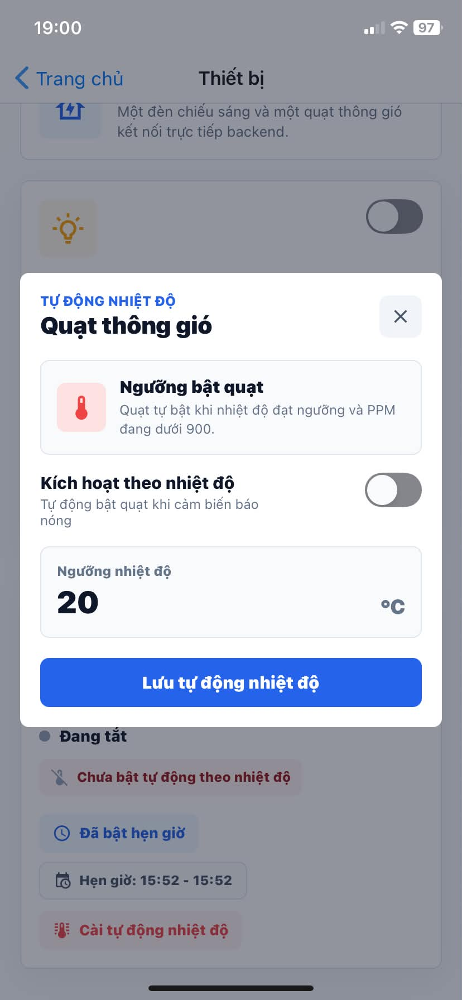 19:00
97
Trang chủ
Thiết bị
Một đèn chiếu sáng và một quạt thông gió
kết nối trực tiếp backend.
TỰ ĐỘNG NHIỆT ĐỘ
Quạt thông gió
Ngưỡng bật quạt
Quạt tự bật khi nhiệt độ đạt ngưỡng và PPM
đang dưới 900.
Kích hoạt theo nhiệt độ
Tự động bật quạt khi cảm biến báo
nóng
Ngưỡng nhiệt độ
20
°C
Lưu tự động nhiệt độ
Đang tắt
Chưa bật tự động theo nhiệt độ
Đã bật hẹn giờ
Hẹn giờ: 15:52 - 15:52
Cài tự động nhiệt độ